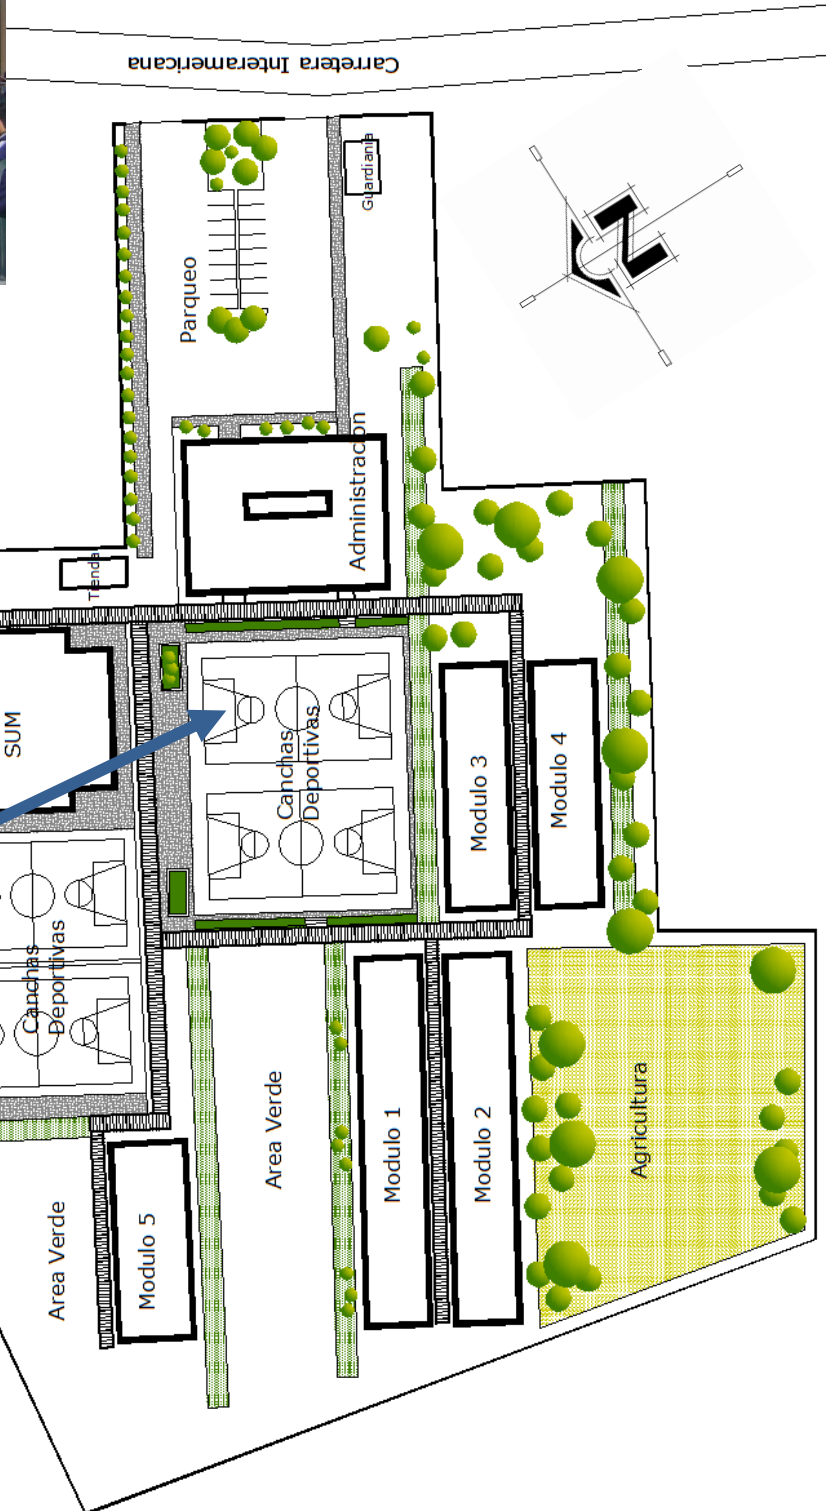 Carretera Interamericana
Guardiania
Parqueo
Administracion
Tienda
SUM
Canchas
Deportivas
Modulo 3
Modulo 4
Canchas
Deportivas
Area Verde
Modulo 1
Modulo 2
Agricultura
Area Verde
Modulo 5
N